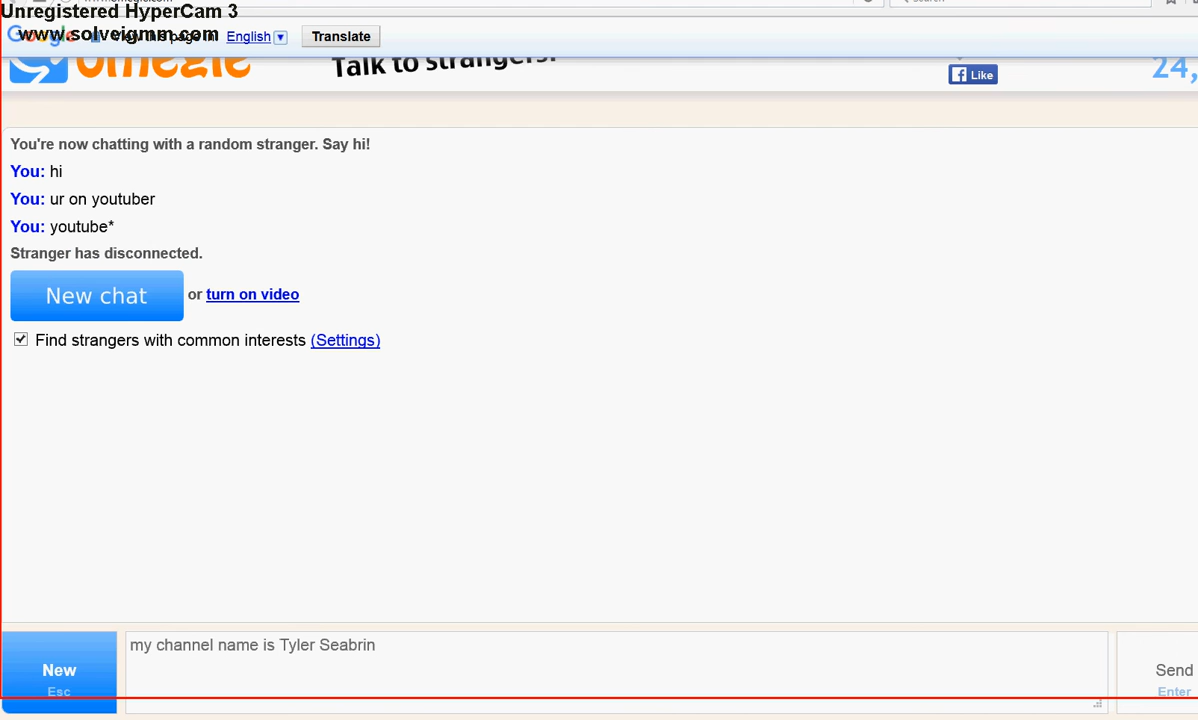 Unregistered HyperCam 3
www.solveigmm.com
Google
English
Translate
omegle
Talk to strangers!
Like
24,
You're now chatting with a random stranger. Say hi!
You: hi
You: ur on youtuber
You: youtube*
Stranger has disconnected.
New chat or turn on video
Find strangers with common interests (Settings)
my channel name is Tyler Seabrin
New
Esc
Send
Enter